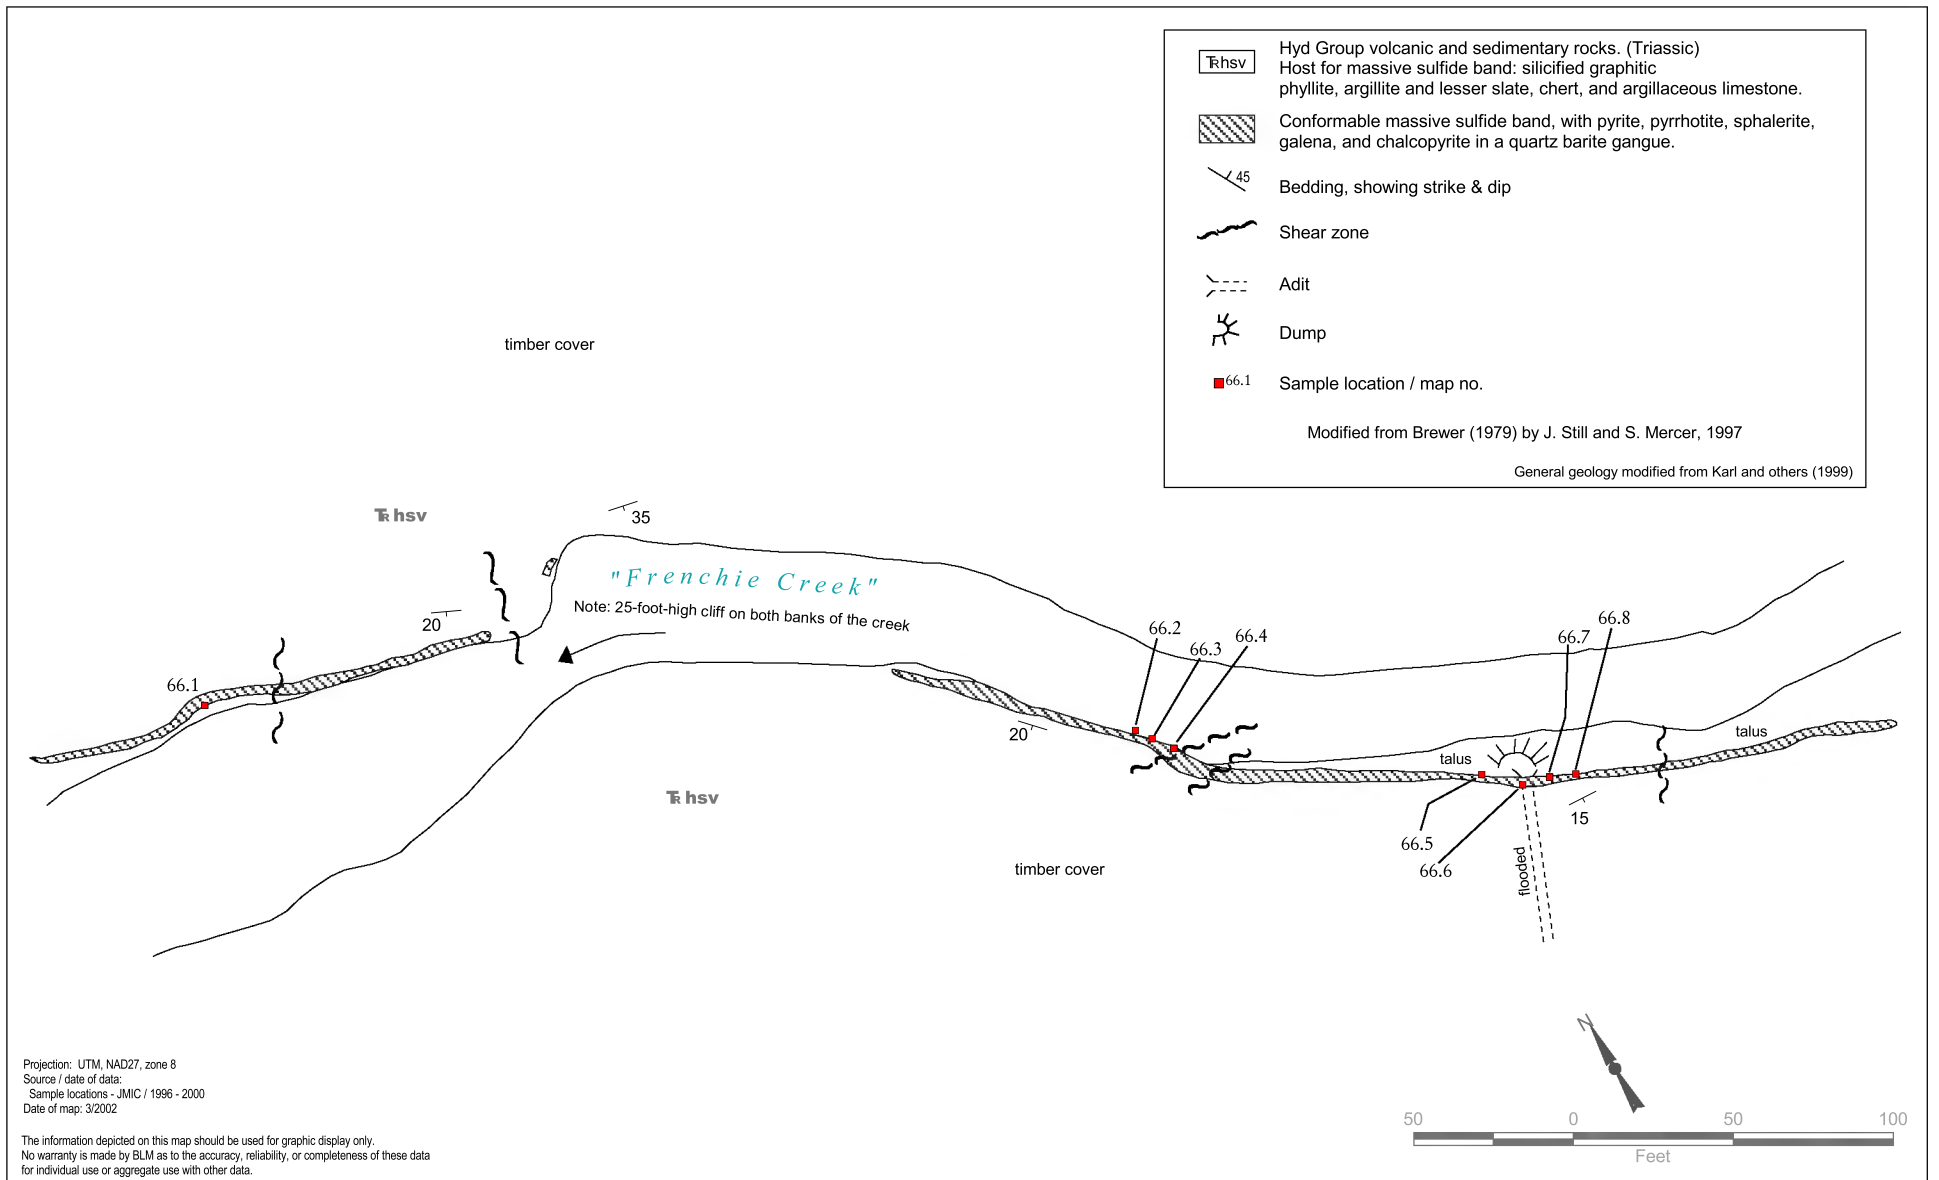 TRhsv
Hyd Group volcanic and sedimentary rocks. (Triassic)
Host for massive sulfide band: silicified graphitic
phyllite, argillite and lesser slate, chert, and argillaceous limestone.
Conformable massive sulfide band, with pyrite, pyrrhotite, sphalerite,
galena, and chalcopyrite in a quartz barite gangue.
45
Bedding, showing strike & dip
Shear zone
Adit
Dump
66.1
Sample location / map no.
Modified from Brewer (1979) by J. Still and S. Mercer, 1997
General geology modified from Karl and others (1999)
timber cover
TRhsv
35
"Frenchie Creek"
Note: 25-foot-high cliff on both banks of the creek
20
66.1
66.2
66.3
66.4
66.7
66.8
20
talus
talus
TRhsv
15
66.5
66.6
flooded
timber cover
N
Projection: UTM, NAD27, zone 8
Source / date of data:
Sample locations - JMIC / 1996 - 2000
Date of map: 3/2002
The information depicted on this map should be used for graphic display only.
No warranty is made by BLM as to the accuracy, reliability, or completeness of these data
for individual use or aggregate use with other data.
50 0 50 100
Feet